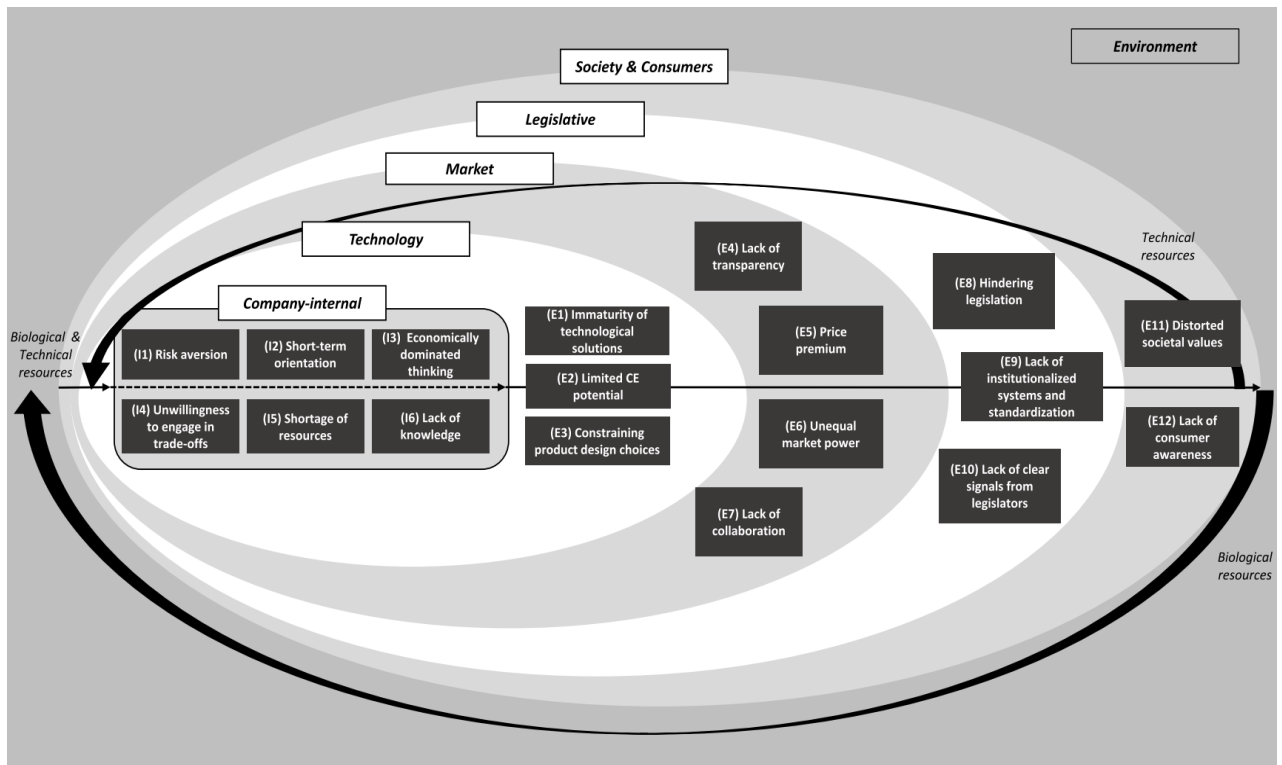 Environment
Society & Consumers
Legislative
Market
Technology
Company-internal
Biological &
Technical
resources
(I1) Risk aversion
(I2) Short-term
orientation
(I3) Economically
dominated
thinking
(I4) Unwillingness
to engage in
trade-offs
(I5) Shortage of
resources
(I6) Lack of
knowledge
(E1) Immaturity of
technological
solutions
(E2) Limited CE
potential
(E3) Constraining
product design choices
(E4) Lack of
transparency
(E5) Price
premium
(E6) Unequal
market power
(E7) Lack of
collaboration
(E8) Hindering
legislation
(E9) Lack of
institutionalized
systems and
standardization
(E10) Lack of clear
signals from
legislators
Technical
resources
(E11) Distorted
societal values
(E12) Lack of
consumer
awareness
Biological
resources